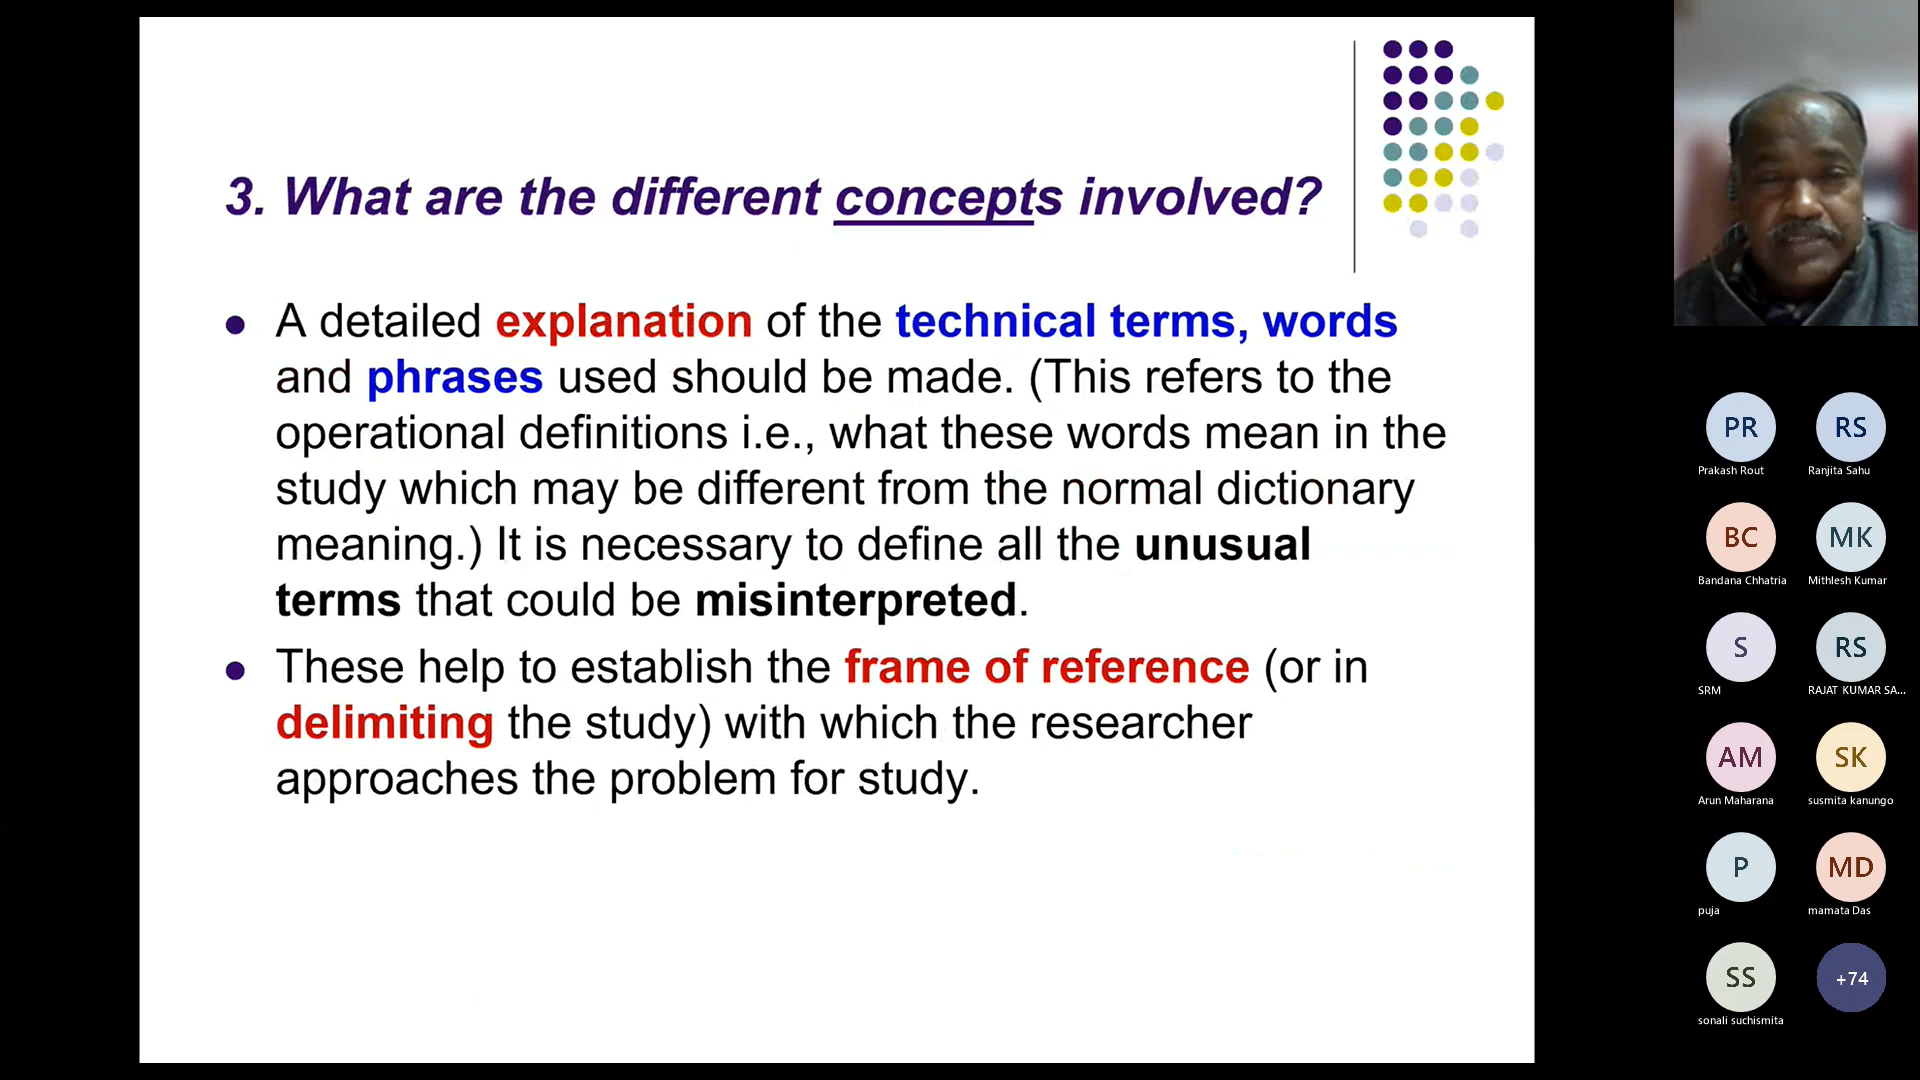 3. What are the different concepts involved?
A detailed explanation of the technical terms, words
and phrases used should be made. (This refers to the
operational definitions i.e., what these words mean in the
study which may be different from the normal dictionary
meaning.) It is necessary to define all the unusual
terms that could be misinterpreted.
These help to establish the frame of reference (or in
delimiting the study) with which the researcher
approaches the problem for study.
PR RS
Prakash Rout Ranjita Sahu
BC MK
Bandana Chhatria Mithlesh Kumar
S RS
SRM RAJAT KUMAR SA...
AM SK
Arun Maharana susmita kanungo
P MD
puja mamata Das
SS +74
sonali suchismita